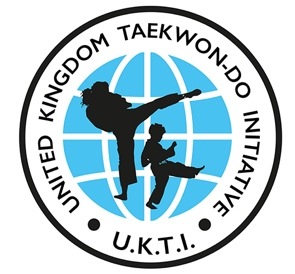 UNITED KINGDOM TAEKWON-DO INITIATIVE
• U.K.T.I. •